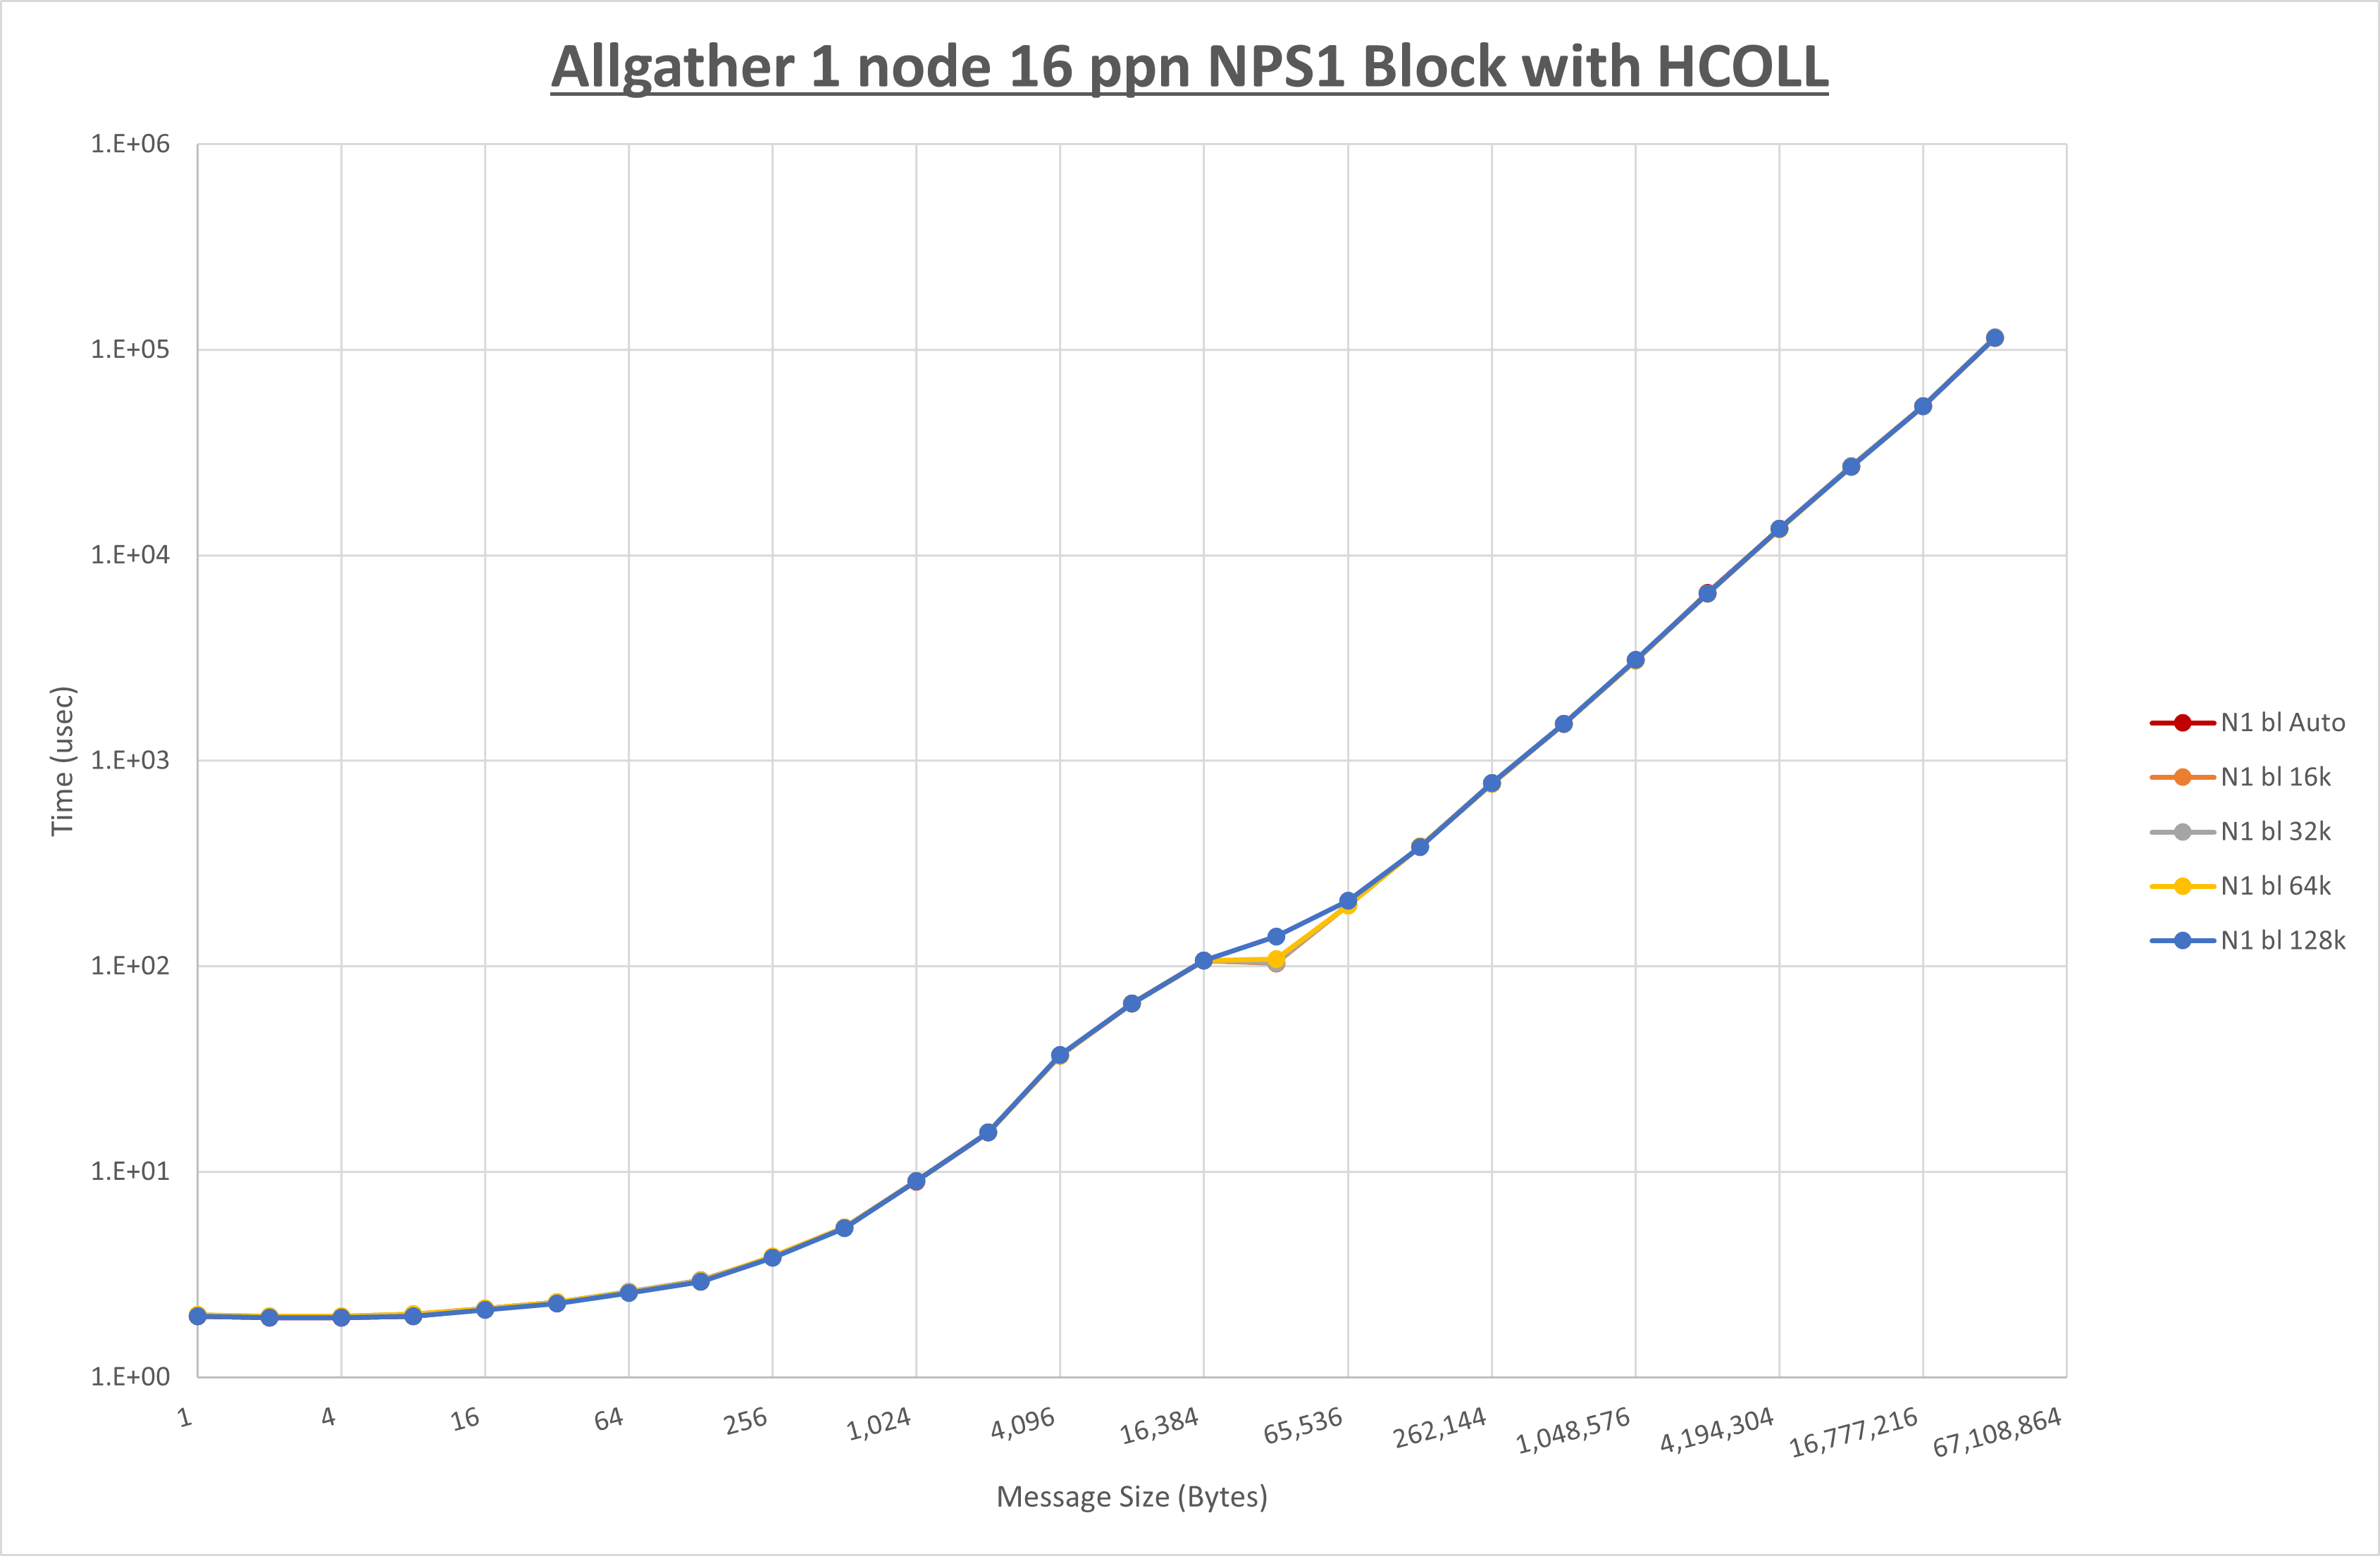 Allgather 1 node 16 ppn NPS1 Block with HCOLL
1.E+06
1.E+05
1.E+04
1.E+03
1.E+02
1.E+01
1.E+00
Time (usec)
1
4
16
64
256
1,024
4,096
16,384
65,536
262,144
1,048,576
4,194,304
16,777,216
67,108,864
Message Size (Bytes)
N1 bl Auto
N1 bl 16k
N1 bl 32k
N1 bl 64k
N1 bl 128k